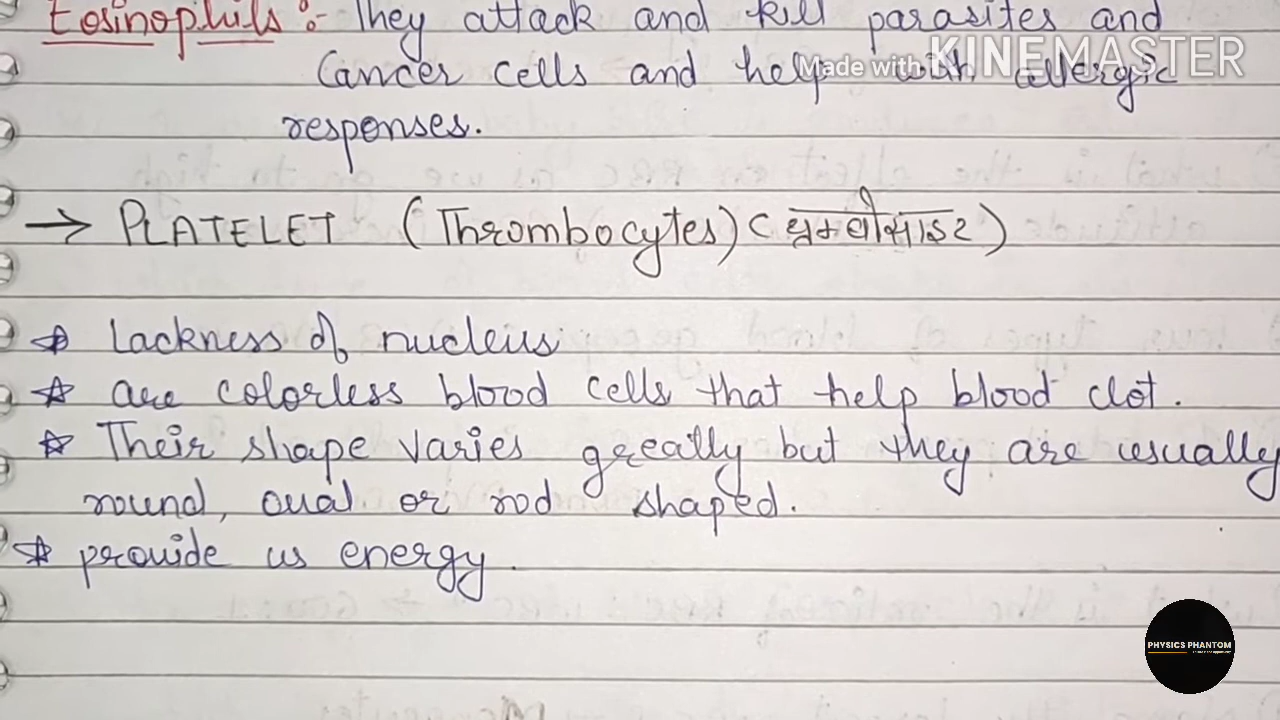 Eosinophils :- They attack and kill parasites and
Made with KINEMASTER
Cancer cells and help with allergic
responses.
→ PLATELET (Thrombocytes) (थ्रम्बोसाइट)
☆ lackness of nucleus
☆ are colorless blood cells that help blood clot.
☆ Their shape varies greatly but they are usually
round, oval or rod shaped.
☆ provide us energy.
PHYSICS PHANTOM